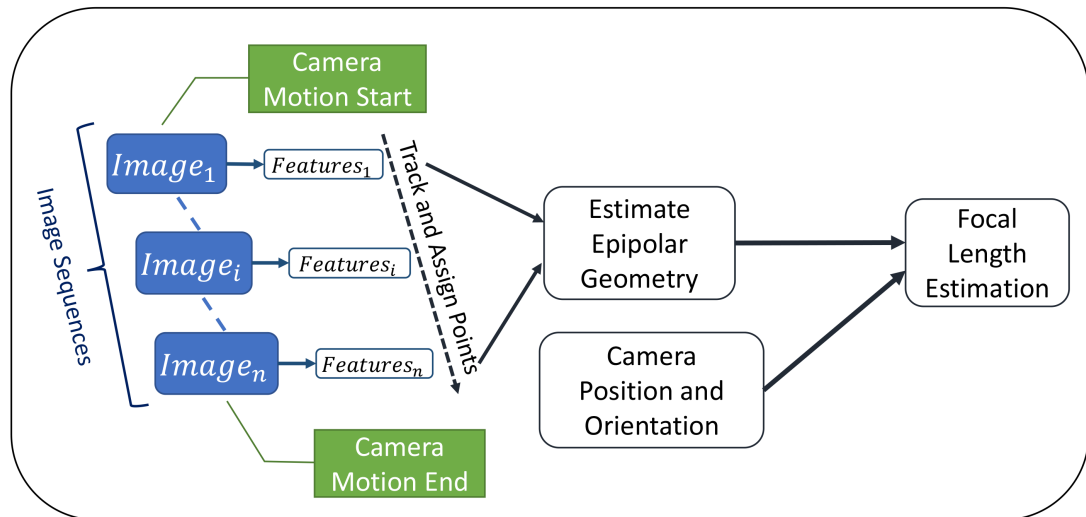 Camera
Motion Start
Image₁
Features₁
Image Sequences
Imageᵢ
Featuresᵢ
Imageₙ
Featuresₙ
Track and Assign Points
Camera
Motion End
Estimate
Epipolar
Geometry
Camera
Position and
Orientation
Focal
Length
Estimation